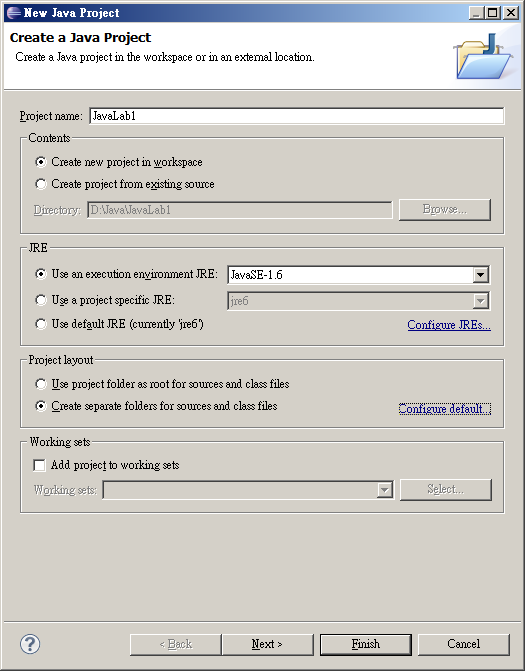 New Java Project
Create a Java Project
Create a Java project in the workspace or in an external location.
Project name: JavaLab1
Contents
Create new project in workspace
Create project from existing source
Directory: D:\Java\JavaLab1 Browse...
JRE
Use an execution environment JRE: JavaSE-1.6
Use a project specific JRE: jre6
Use default JRE (currently 'jre6') Configure JREs...
Project layout
Use project folder as root for sources and class files
Create separate folders for sources and class files Configure default...
Working sets
Add project to working sets
Working sets: Select...
? < Back Next > Finish Cancel